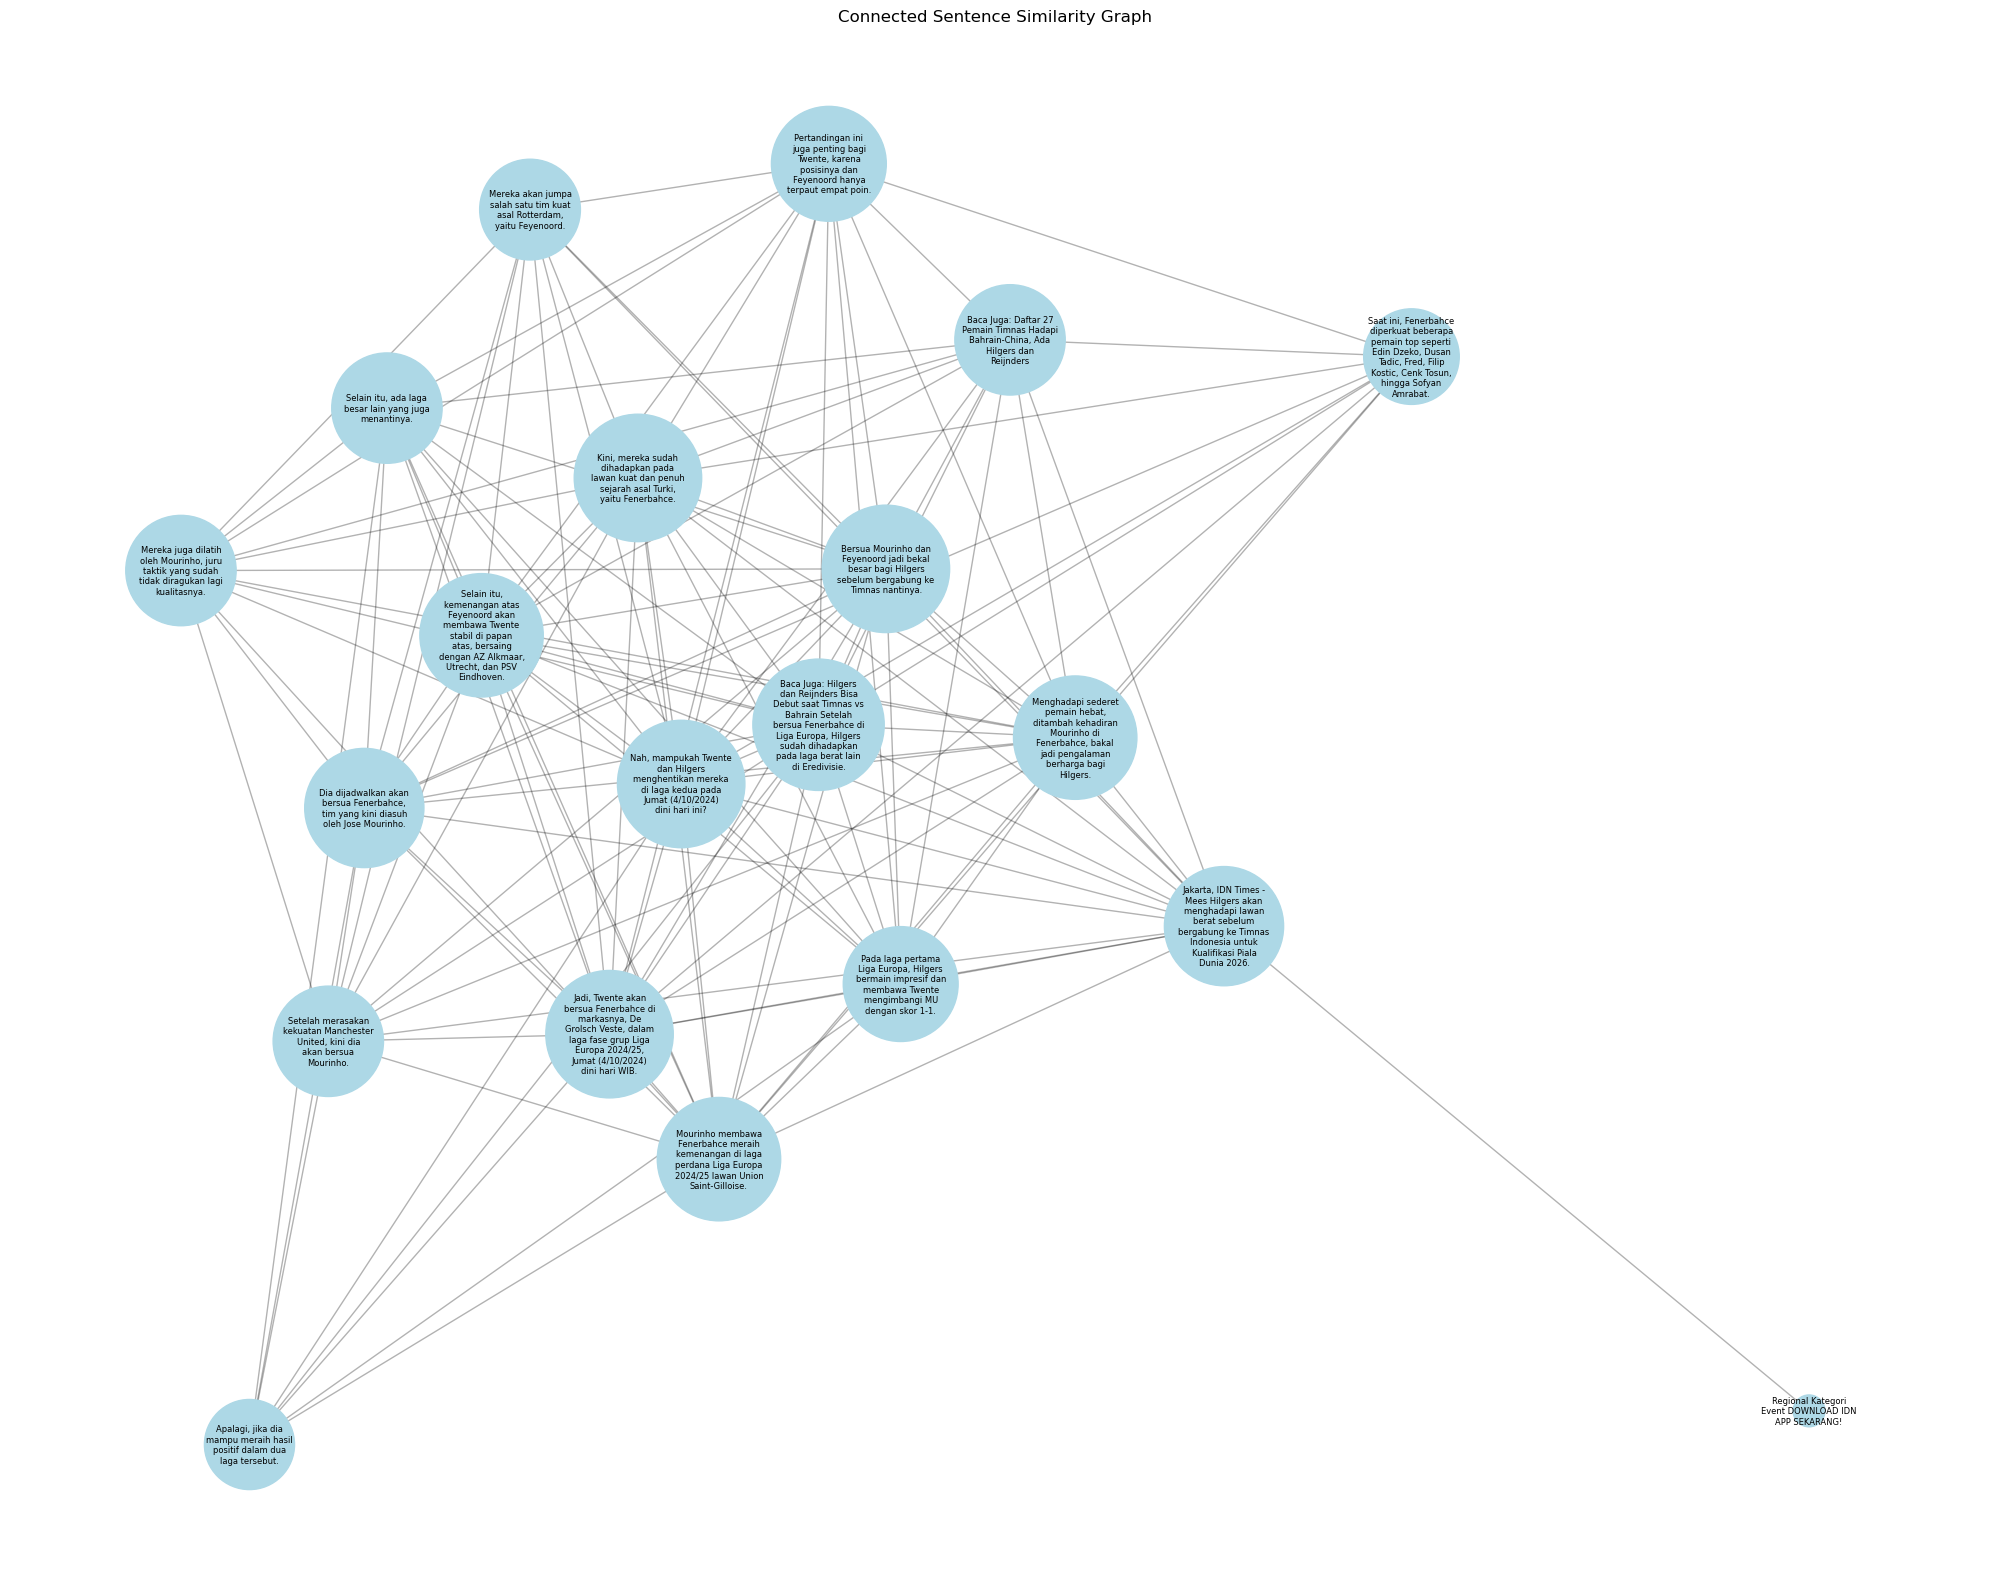 Connected Sentence Similarity Graph
Pertandingan ini
juga penting bagi
Twente, karena
posisinya dan
Feyenoord hanya
terpaut empat poin.
Mereka akan jumpa
salah satu tim kuat
asal Rotterdam,
yaitu Feyenoord.
Baca Juga: Daftar 27
Pemain Timnas Hadapi
Bahrain-China, Ada
Hilgers dan
Reijnders
Saat ini, Fenerbahce
diperkuat beberapa
pemain top seperti
Edin Dzeko, Dusan
Tadic, Fred, Filip
Kostic, Cenk Tosun,
hingga Sofyan
Amrabat.
Selain itu, ada laga
besar lain yang juga
menantinya.
Kini, mereka sudah
dihadapkan pada
lawan kuat dan penuh
sejarah asal Turki,
yaitu Fenerbahce.
Mereka juga dilatih
oleh Mourinho, juru
taktik yang sudah
tidak diragukan lagi
kualitasnya.
Bersua Mourinho dan
Feyenoord jadi bekal
besar bagi Hilgers
sebelum bergabung ke
Timnas nantinya.
Selain itu,
kemenangan atas
Feyenoord akan
membawa Twente
stabil di papan
atas, bersaing
dengan AZ Alkmaar,
Utrecht, dan PSV
Eindhoven.
Baca Juga: Hilgers
dan Reijnders Bisa
Debut saat Timnas vs
Bahrain Setelah
bersua Fenerbahce di
Liga Europa, Hilgers
sudah dihadapkan
pada laga berat lain
di Eredivisie.
Menghadapi sederet
pemain hebat,
ditambah kehadiran
Mourinho di
Fenerbahce, bakal
jadi pengalaman
berharga bagi
Hilgers.
Nah, mampukah Twente
dan Hilgers
menghentikan mereka
di laga kedua pada
Jumat (4/10/2024)
dini hari ini?
Dia dijadwalkan akan
bersua Fenerbahce,
tim yang kini diasuh
oleh Jose Mourinho.
Jakarta, IDN Times -
Mees Hilgers akan
menghadapi lawan
berat sebelum
bergabung ke Timnas
Indonesia untuk
Kualifikasi Piala
Dunia 2026.
Pada laga pertama
Liga Europa, Hilgers
bermain impresif dan
membawa Twente
mengimbangi MU
dengan skor 1-1.
Setelah merasakan
kekuatan Manchester
United, kini dia
akan bersua
Mourinho.
Jadi, Twente akan
bersua Fenerbahce di
markasnya, De
Grolsch Veste, dalam
laga fase grup Liga
Europa 2024/25,
Jumat (4/10/2024)
dini hari WIB.
Mourinho membawa
Fenerbahce meraih
kemenangan di laga
perdana Liga Europa
2024/25 lawan Union
Saint-Gilloise.
Regional Kategori
Event DOWNLOAD IDN
APP SEKARANG!
Apalagi, jika dia
mampu meraih hasil
positif dalam dua
laga tersebut.